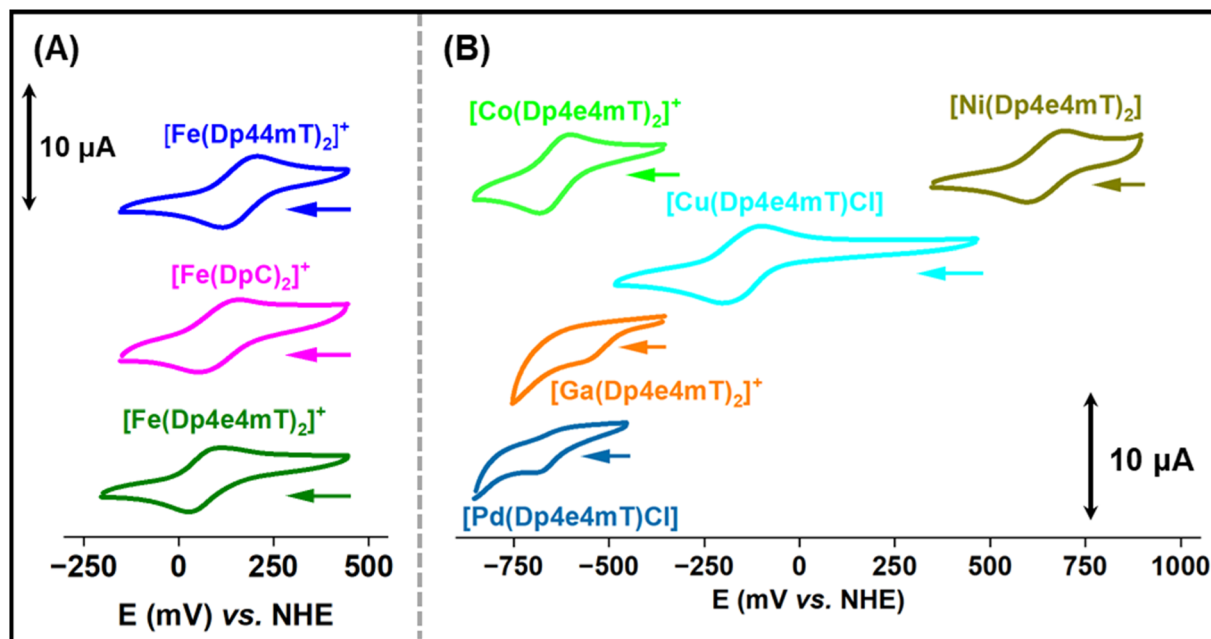 (A)
10 µA
[Fe(Dp44mT)₂]⁺
[Fe(DpC)₂]⁺
[Fe(Dp4e4mT)₂]⁺
−250 0 250 500
E (mV) vs. NHE
(B)
[Co(Dp4e4mT)₂]⁺
[Ni(Dp4e4mT)₂]
[Cu(Dp4e4mT)Cl]
[Ga(Dp4e4mT)₂]⁺
10 µA
[Pd(Dp4e4mT)Cl]
−750 −500 −250 0 250 500 750 1000
E (mV vs. NHE)